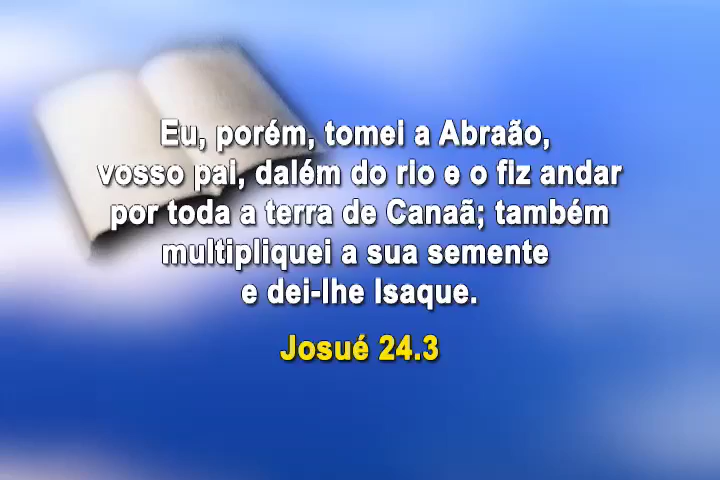 Eu, porém, tomei a Abraão,
vosso pai, dalém do rio e o fiz andar
por toda a terra de Canaã; também
multipliquei a sua semente
e dei-lhe Isaque.
Josué 24.3